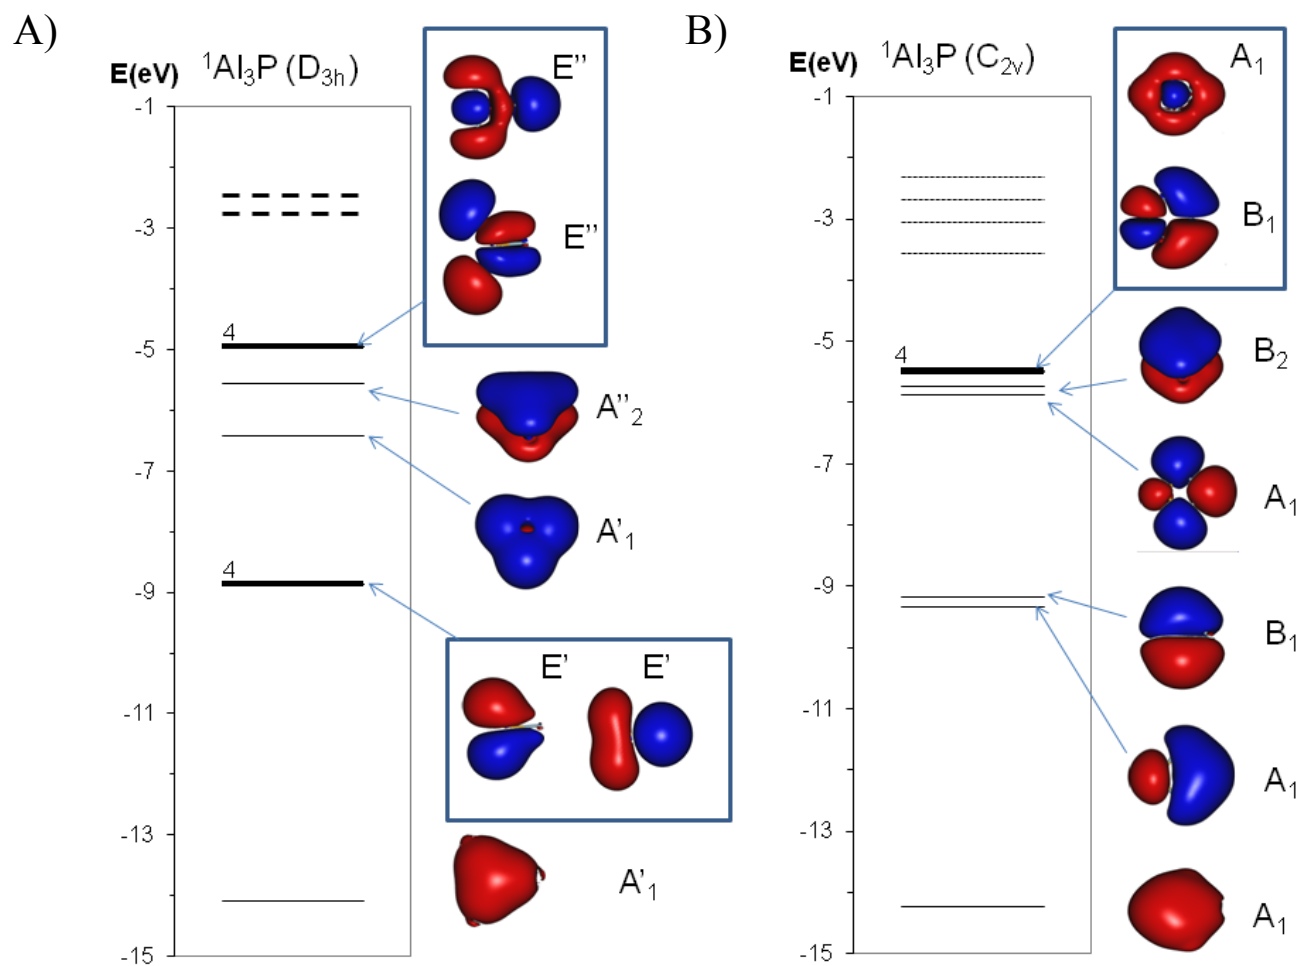 A)
E(eV)
¹Al₃P (D₃ₕ)
-1
-3
-5
-7
-9
-11
-13
-15
4
4
E''
E''
A''₂
A'₁
E'
E'
A'₁
B)
E(eV)
¹Al₃P (C₂ᵥ)
-1
-3
-5
-7
-9
-11
-13
-15
4
A₁
B₁
B₂
A₁
B₁
A₁
A₁